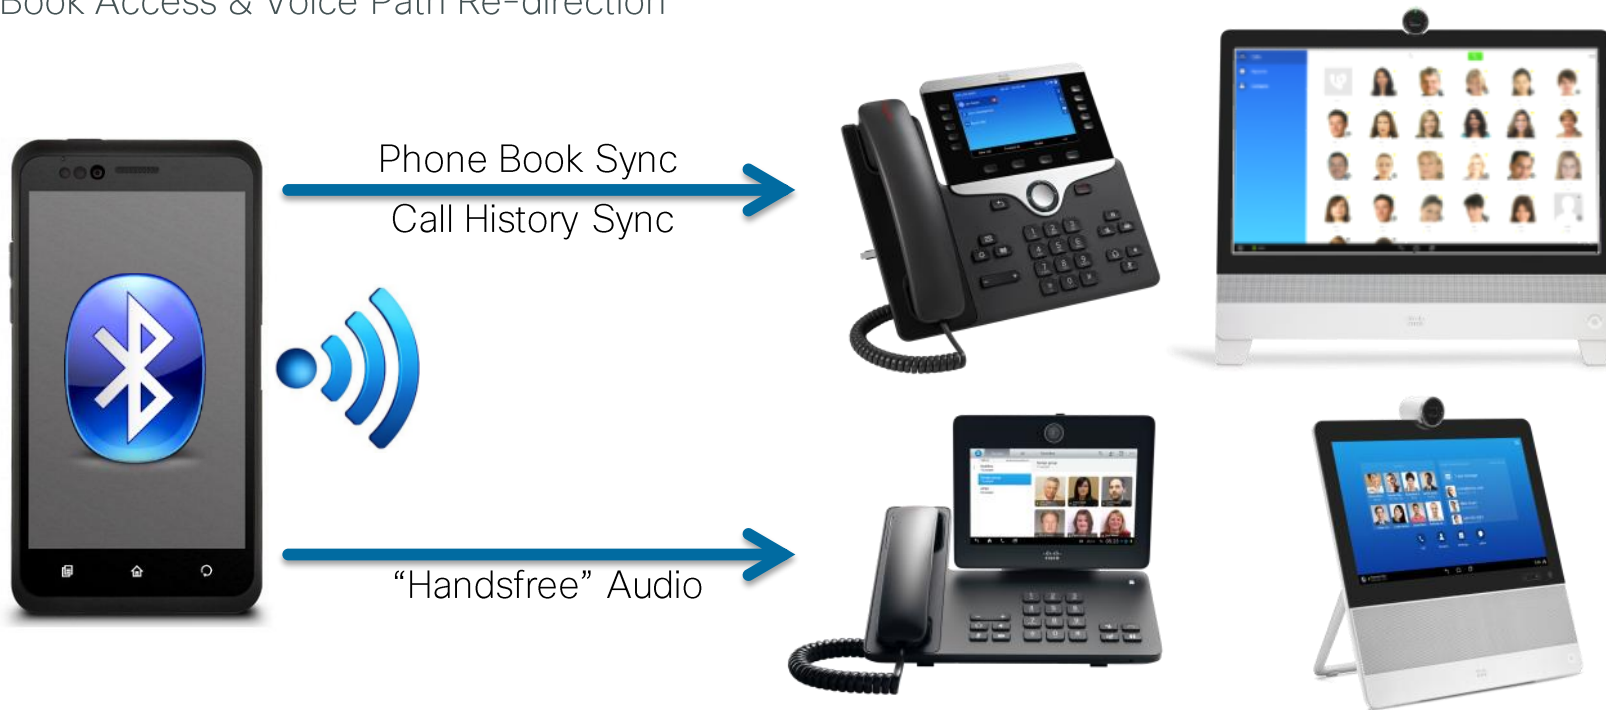 Book Access & Voice Path Re-direction
Phone Book Sync
Call History Sync
“Handsfree” Audio